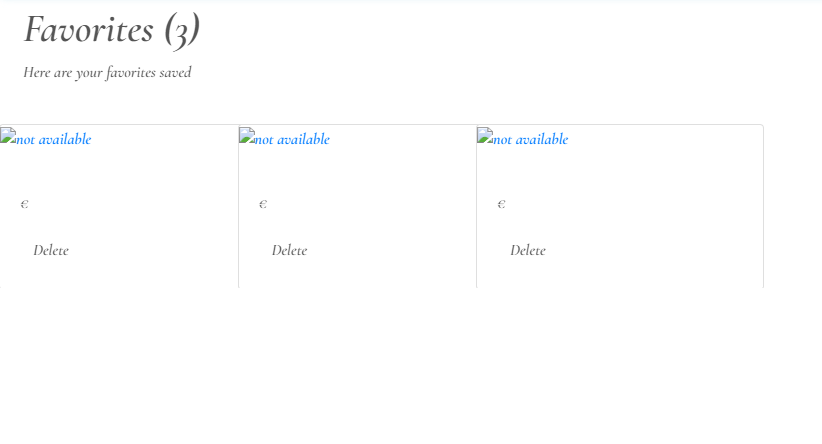 Favorites (3)
Here are your favorites saved
not available
€
Delete
not available
€
Delete
not available
€
Delete